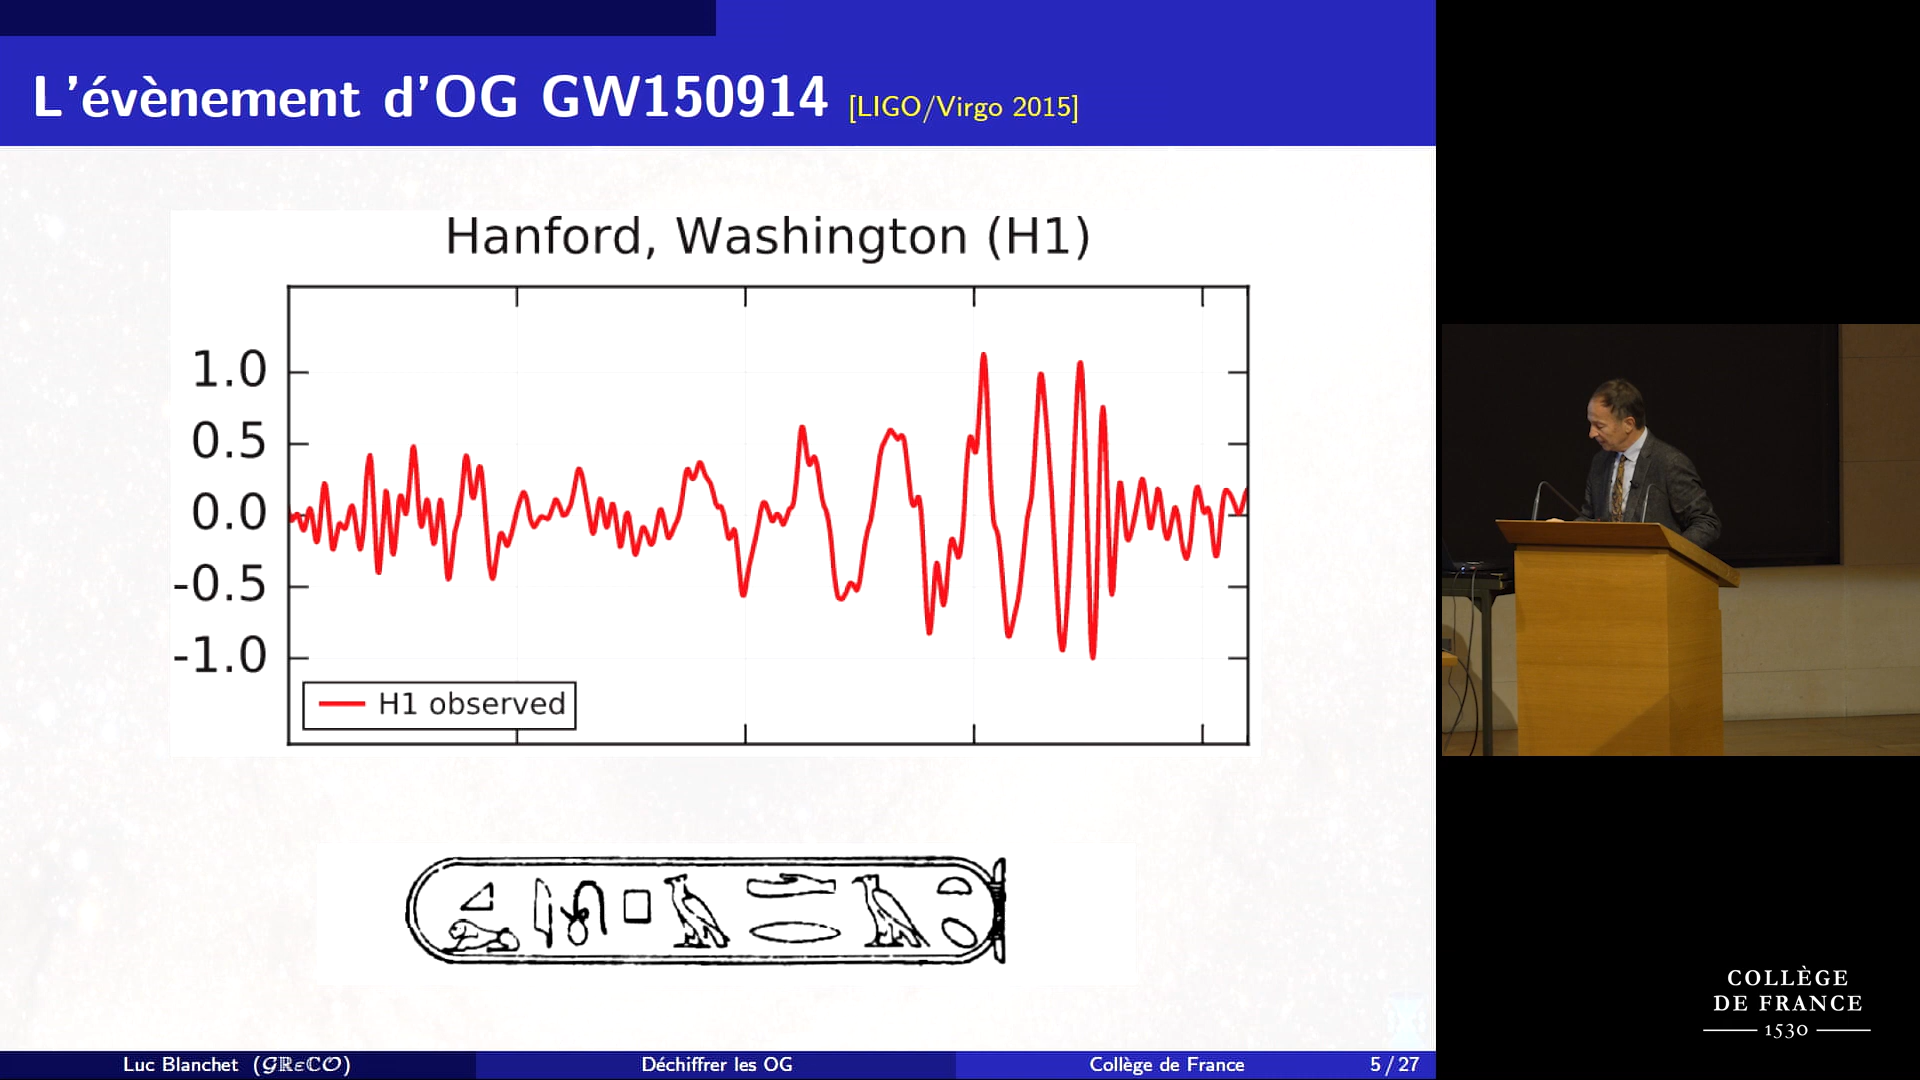 L'évènement d'OG GW150914 [LIGO/Virgo 2015]
Hanford, Washington (H1)
1.0
0.5
0.0
-0.5
-1.0
H1 observed
Luc Blanchet (GRεCO) Déchiffrer les OG Collège de France 5 / 27
COLLÈGE
DE FRANCE
1530